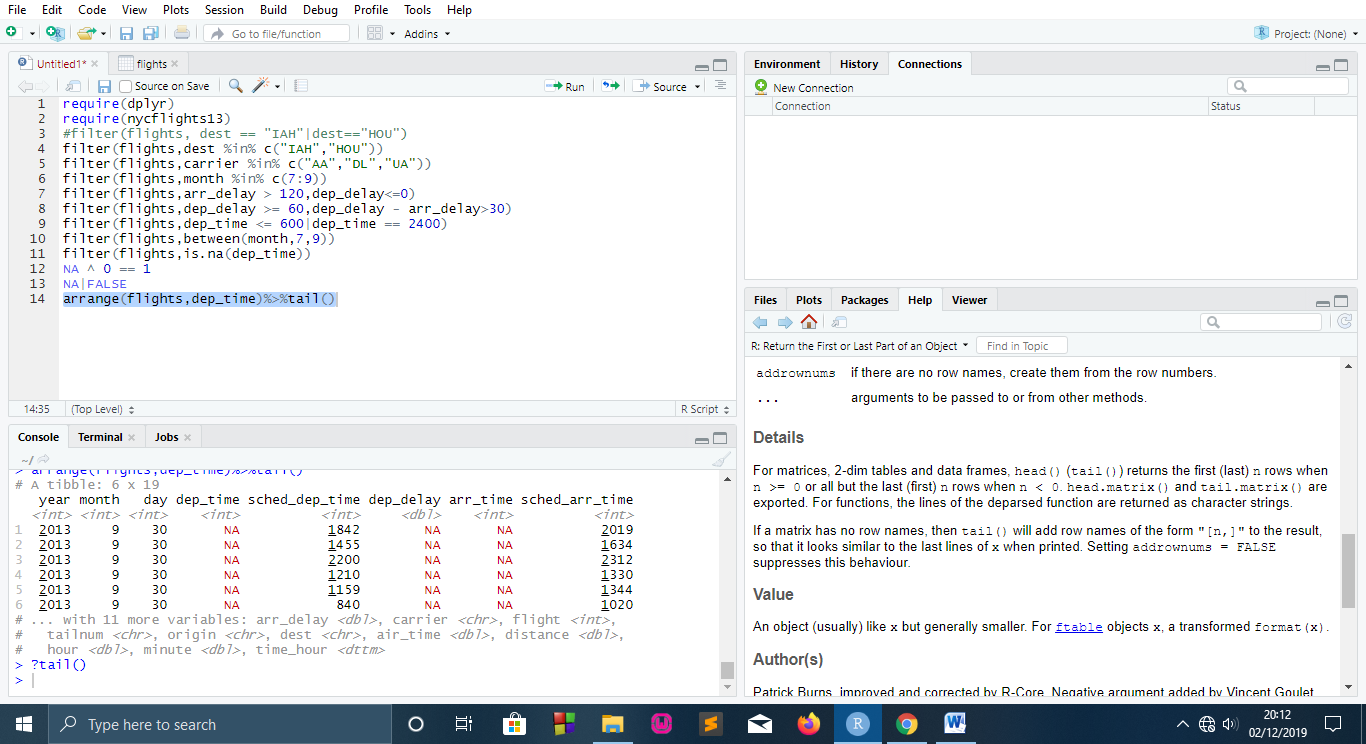 File Edit Code View Plots Session Build Debug Profile Tools Help
Go to file/function Addins Project: (None)
Untitled1* flights
Source on Save Run Source
1 require(dplyr)
2 require(nycflights13)
3 #filter(flights, dest == "IAH"|dest=="HOU")
4 filter(flights,dest %in% c("IAH","HOU"))
5 filter(flights,carrier %in% c("AA","DL","UA"))
6 filter(flights,month %in% c(7:9))
7 filter(flights,arr_delay > 120,dep_delay<=0)
8 filter(flights,dep_delay >= 60,dep_delay - arr_delay>30)
9 filter(flights,dep_time <= 600|dep_time == 2400)
10 filter(flights,between(month,7,9))
11 filter(flights,is.na(dep_time))
12 NA ^ 0 == 1
13 NA|FALSE
14 arrange(flights,dep_time)%>%tail()
14:35 (Top Level) R Script
Console Terminal Jobs
~/
> arrange(flights,dep_time)%>%tail()
# A tibble: 6 x 19
year month day dep_time sched_dep_time dep_delay arr_time sched_arr_time
<int> <int> <int> <int> <int> <dbl> <int> <int>
1 2013 9 30 NA 1842 NA NA 2019
2 2013 9 30 NA 1455 NA NA 1634
3 2013 9 30 NA 2200 NA NA 2312
4 2013 9 30 NA 1210 NA NA 1330
5 2013 9 30 NA 1159 NA NA 1344
6 2013 9 30 NA 840 NA NA 1020
# ... with 11 more variables: arr_delay <dbl>, carrier <chr>, flight <int>,
# tailnum <chr>, origin <chr>, dest <chr>, air_time <dbl>, distance <dbl>,
# hour <dbl>, minute <dbl>, time_hour <dttm>
> ?tail()
>
Environment History Connections
New Connection
Connection Status
Files Plots Packages Help Viewer
R: Return the First or Last Part of an Object Find in Topic
addrownums if there are no row names, create them from the row numbers.
... arguments to be passed to or from other methods.
Details
For matrices, 2-dim tables and data frames, head() (tail()) returns the first (last) n rows when
n >= 0 or all but the last (first) n rows when n < 0. head.matrix() and tail.matrix() are
exported. For functions, the lines of the deparsed function are returned as character strings.
If a matrix has no row names, then tail() will add row names of the form "[n,]" to the result,
so that it looks similar to the last lines of x when printed. Setting addrownums = FALSE
suppresses this behaviour.
Value
An object (usually) like x but generally smaller. For ftable objects x, a transformed format(x).
Author(s)
Patrick Burns, improved and corrected by R-Core. Negative argument added by Vincent Goulet.
Type here to search
20:12
02/12/2019